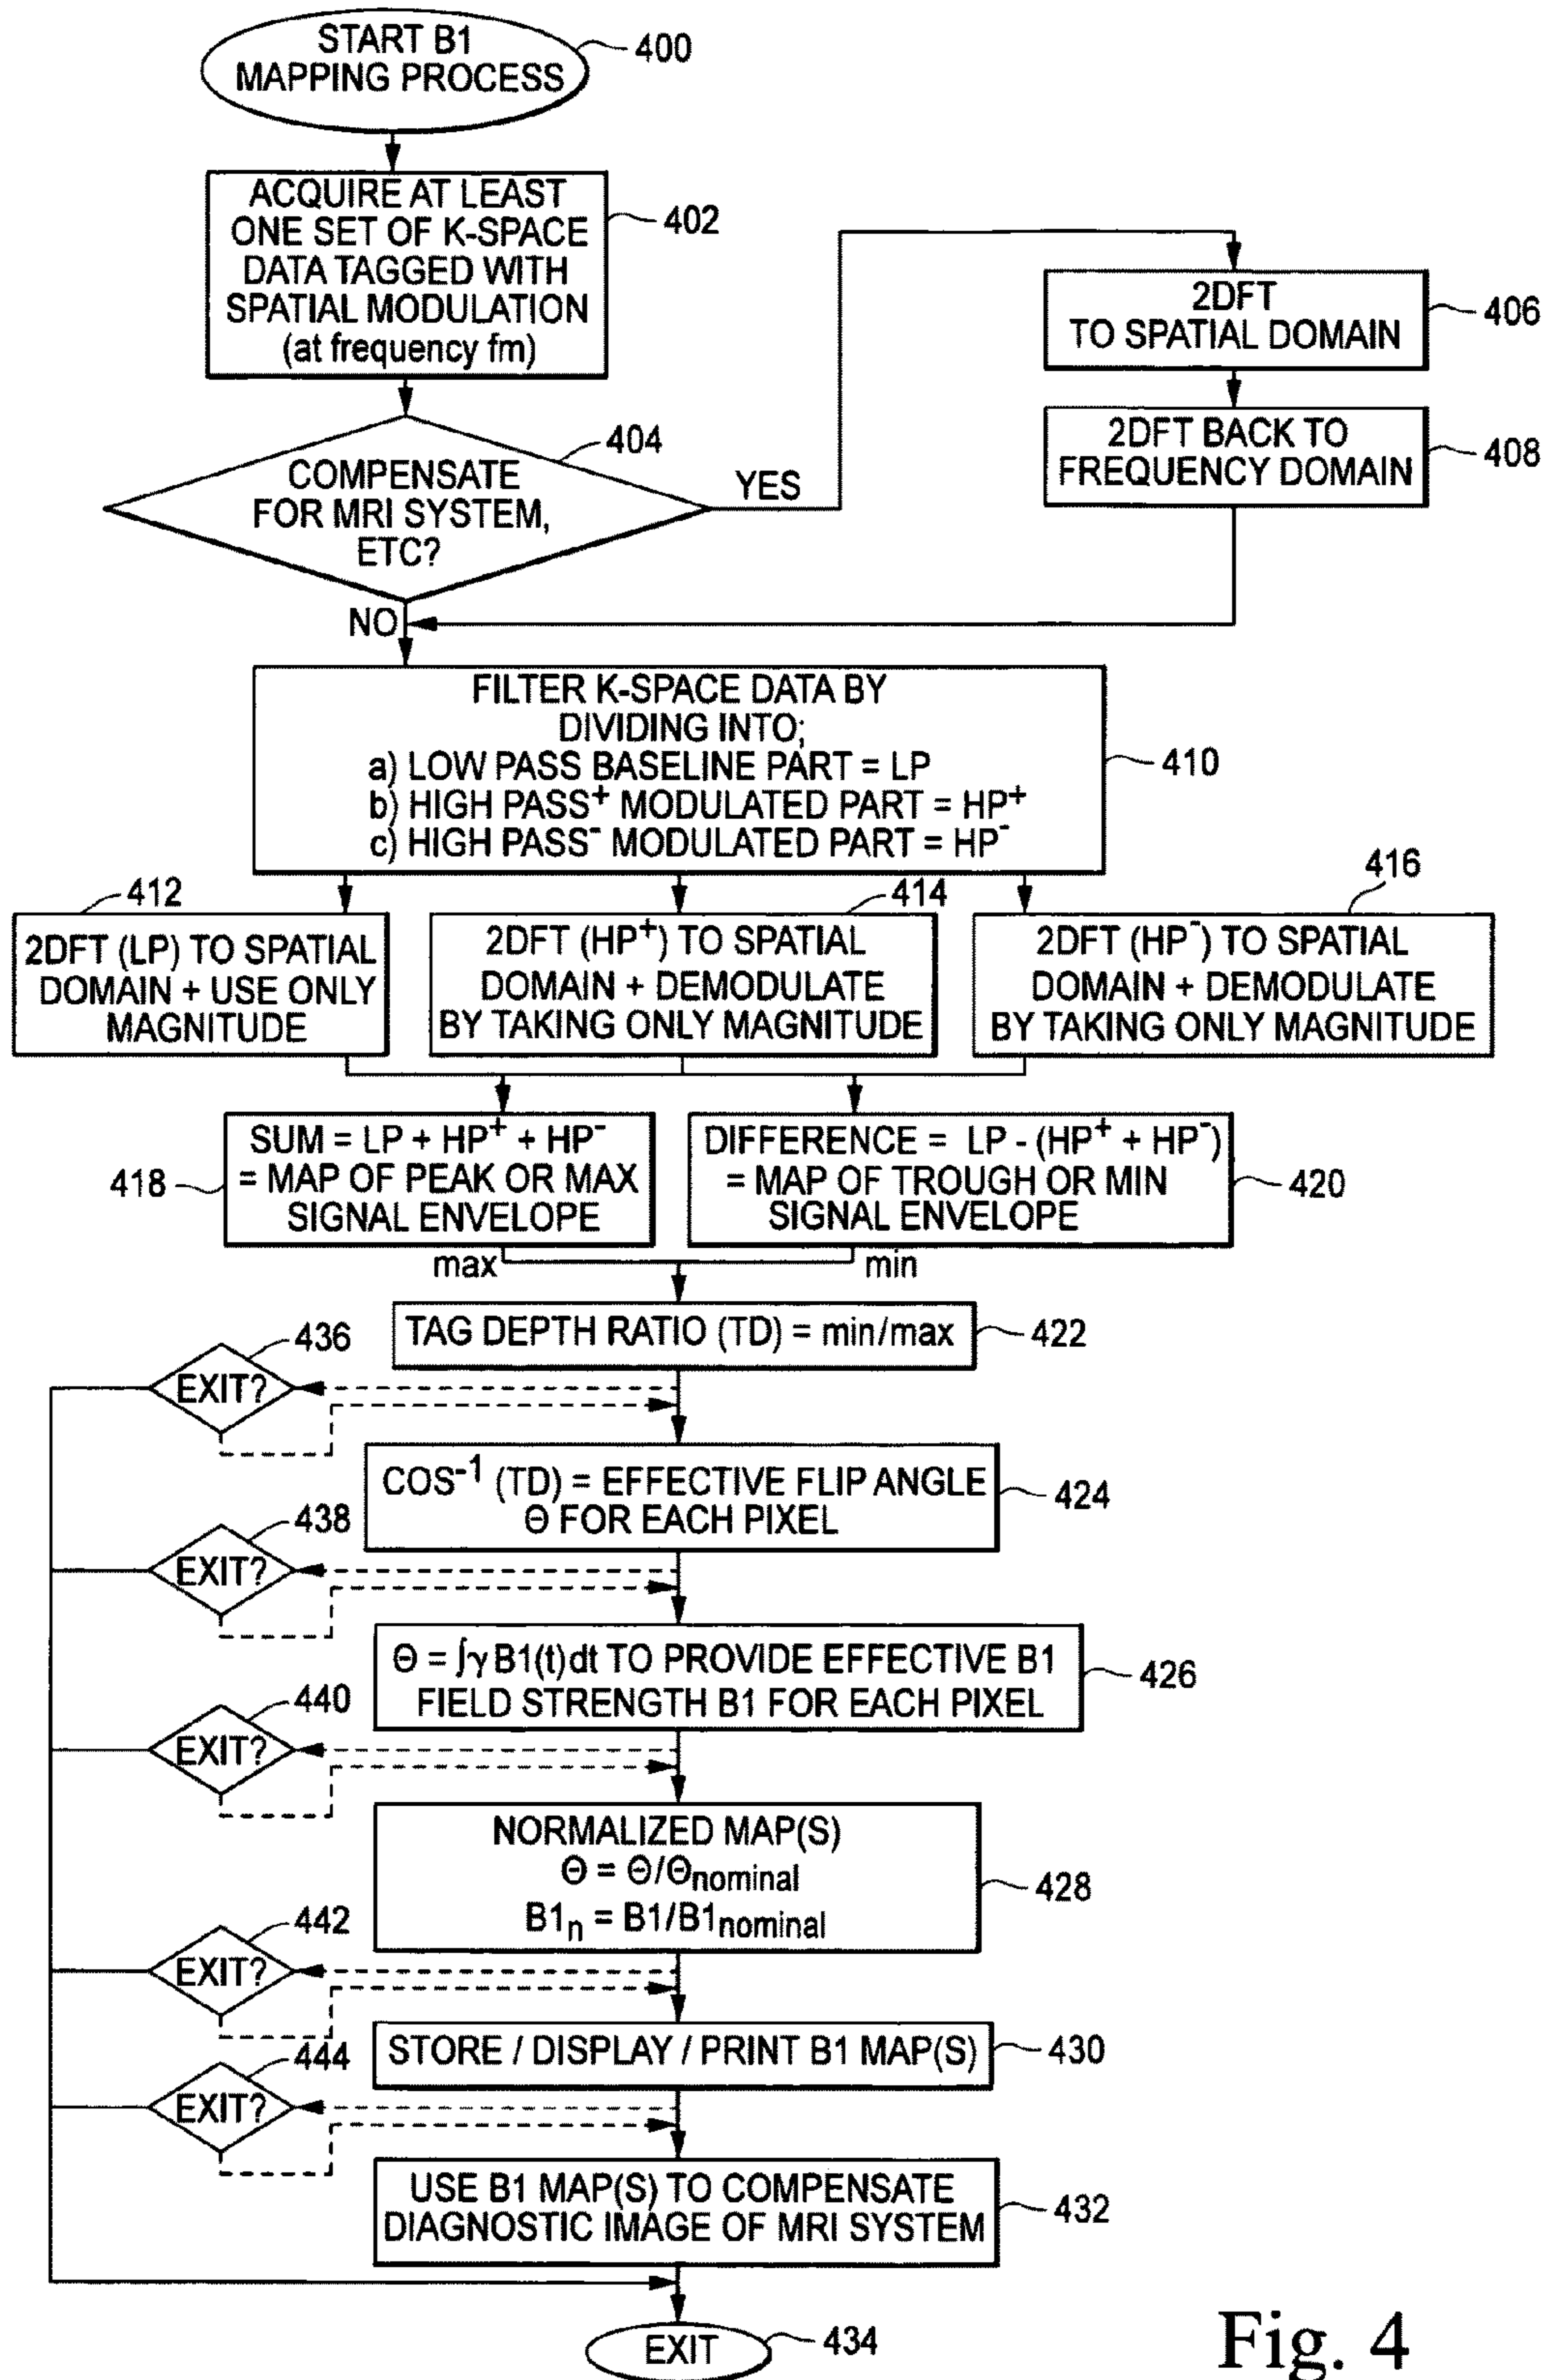 START B1
MAPPING PROCESS
400
ACQUIRE AT LEAST
ONE SET OF K-SPACE
DATA TAGGED WITH
SPATIAL MODULATION
(at frequency fm)
402
COMPENSATE
FOR MRI SYSTEM,
ETC?
404
YES
NO
2DFT
TO SPATIAL DOMAIN
406
2DFT BACK TO
FREQUENCY DOMAIN
408
FILTER K-SPACE DATA BY
DIVIDING INTO;
a) LOW PASS BASELINE PART = LP
b) HIGH PASS⁺ MODULATED PART = HP⁺
c) HIGH PASS⁻ MODULATED PART = HP⁻
410
412
2DFT (LP) TO SPATIAL
DOMAIN + USE ONLY
MAGNITUDE
414
2DFT (HP⁺) TO SPATIAL
DOMAIN + DEMODULATE
BY TAKING ONLY MAGNITUDE
416
2DFT (HP⁻) TO SPATIAL
DOMAIN + DEMODULATE
BY TAKING ONLY MAGNITUDE
418
SUM = LP + HP⁺ + HP⁻
= MAP OF PEAK OR MAX
SIGNAL ENVELOPE
DIFFERENCE = LP - (HP⁺ + HP⁻)
= MAP OF TROUGH OR MIN
SIGNAL ENVELOPE
420
max
min
TAG DEPTH RATIO (TD) = min/max
422
436
EXIT?
COS⁻¹ (TD) = EFFECTIVE FLIP ANGLE
Θ FOR EACH PIXEL
424
438
EXIT?
Θ = ∫γ B1(t)dt TO PROVIDE EFFECTIVE B1
FIELD STRENGTH B1 FOR EACH PIXEL
426
440
EXIT?
NORMALIZED MAP(S)
Θ = Θ/Θnominal
B1n = B1/B1nominal
428
442
EXIT?
STORE / DISPLAY / PRINT B1 MAP(S)
430
444
EXIT?
USE B1 MAP(S) TO COMPENSATE
DIAGNOSTIC IMAGE OF MRI SYSTEM
432
EXIT
434
Fig. 4